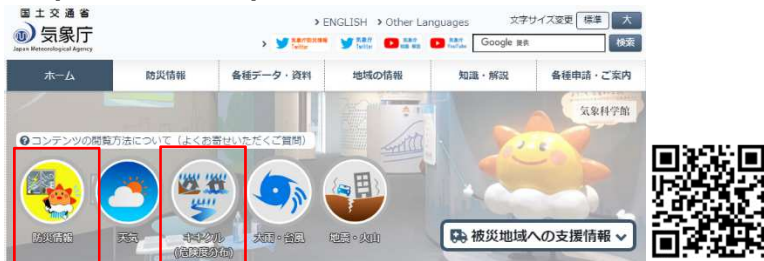 国土交通省
気象庁
Japan Meteorological Agency
> ENGLISH > Other Languages
文字サイズ変更 標準 大
> 気象庁防災情報 Twitter 気象庁 Twitter 気象庁 気象庁 YouTube
Google 提供 検索
ホーム 防災情報 各種データ・資料 地域の情報 知識・解説 各種申請・ご案内
気象科学館
?コンテンツの閲覧方法について(よくお寄せいただくご質問)
防災情報 天気 キキクル 大雨・台風 地震・火山
(危険度分布)
被災地域への支援情報